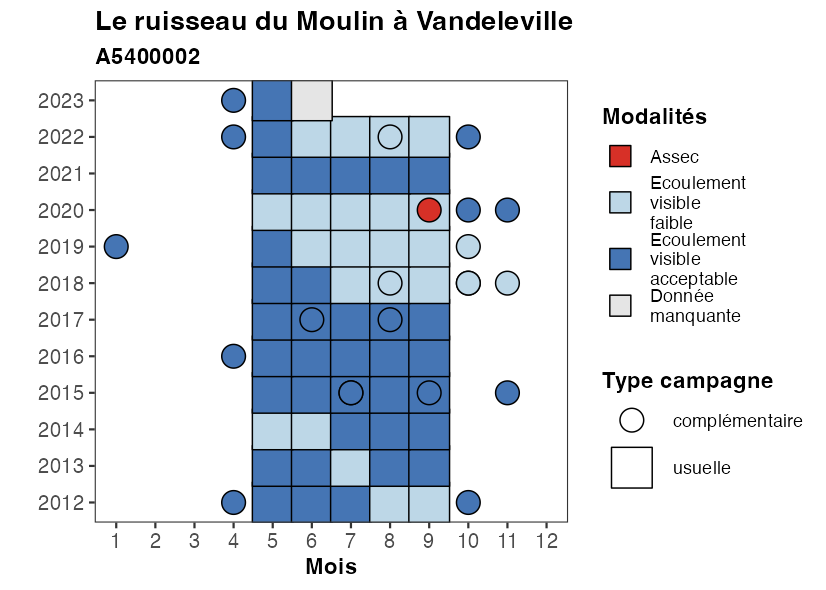 Le ruisseau du Moulin à Vandeleville
A5400002
2023
2022
2021
2020
2019
2018
2017
2016
2015
2014
2013
2012
1 2 3 4 5 6 7 8 9 10 11 12
Mois
Modalités
Assec
Ecoulement
visible
faible
Ecoulement
visible
acceptable
Donnée
manquante
Type campagne
complémentaire
usuelle